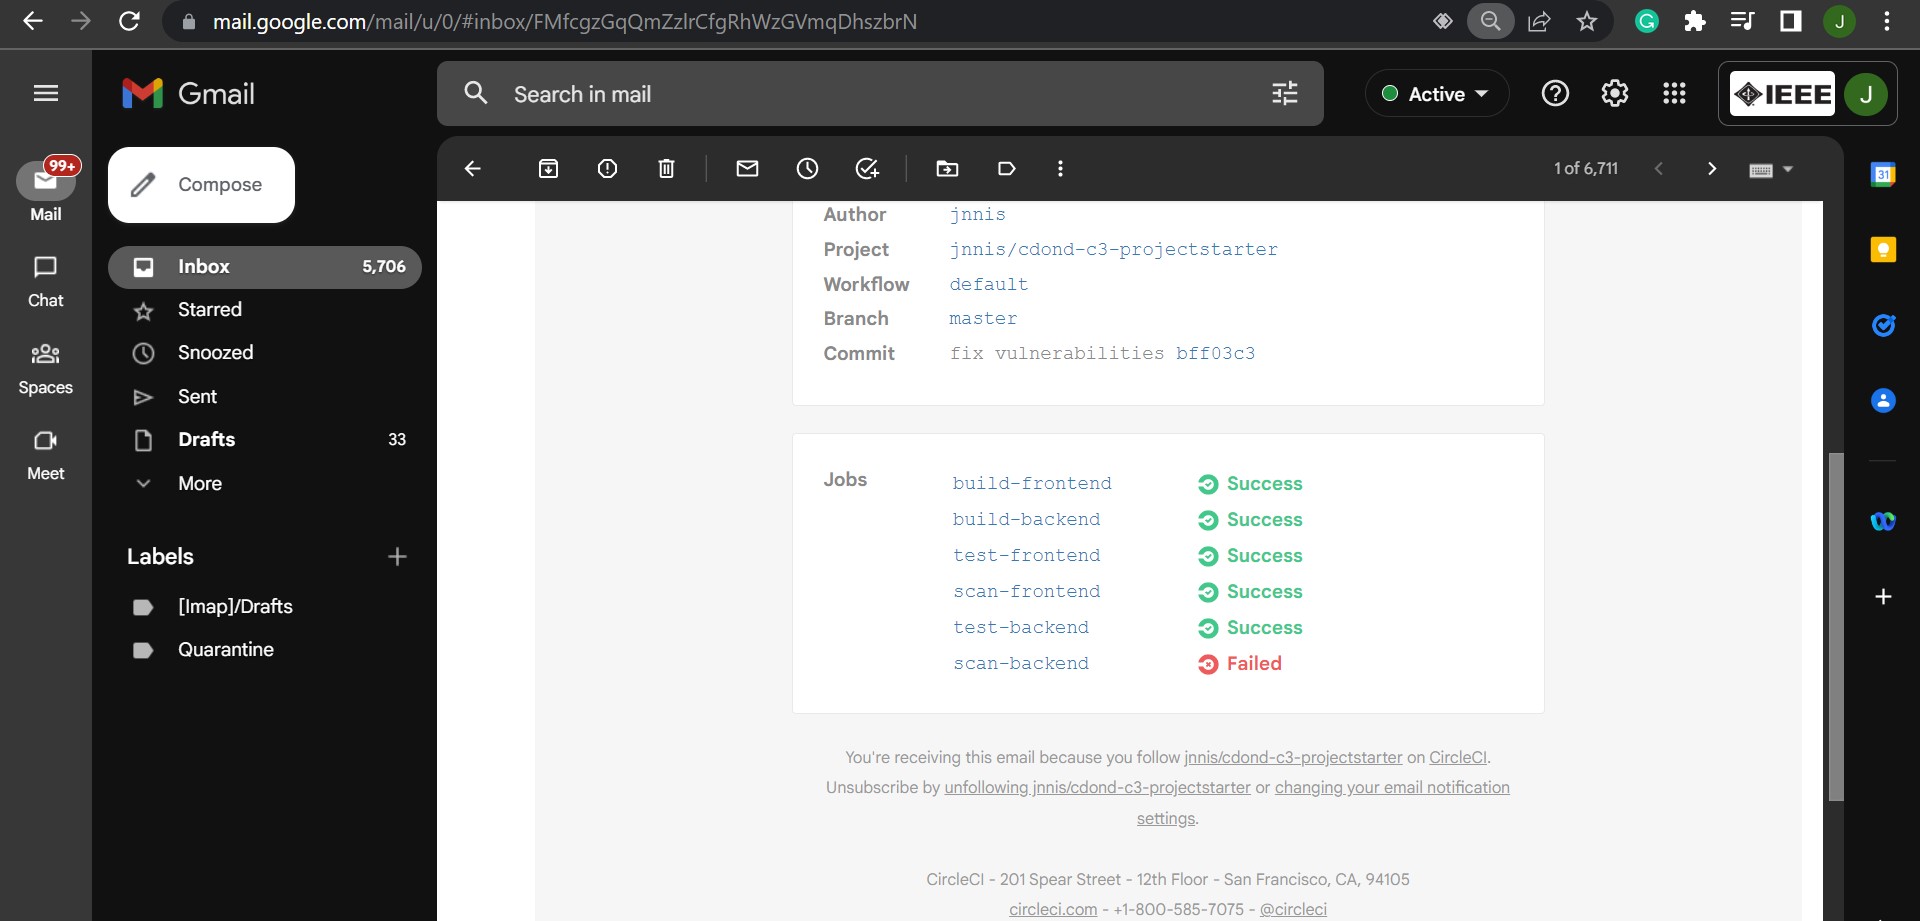 mail.google.com/mail/u/0/#inbox/FMfcgzGqQmZzlrCfgRhWzGVmqDhszbrN
J
Gmail
Search in mail
Active
IEEE
J
99+
Mail
Chat
Spaces
Meet
Compose
Inbox 5,706
Starred
Snoozed
Sent
Drafts 33
More
Labels
[Imap]/Drafts
Quarantine
1 of 6,711
31
Author jnnis
Project jnnis/cdond-c3-projectstarter
Workflow default
Branch master
Commit fix vulnerabilities bff03c3
Jobs
build-frontend Success
build-backend Success
test-frontend Success
scan-frontend Success
test-backend Success
scan-backend Failed
You're receiving this email because you follow jnnis/cdond-c3-projectstarter on CircleCI.
Unsubscribe by unfollowing jnnis/cdond-c3-projectstarter or changing your email notification
settings.
CircleCI - 201 Spear Street - 12th Floor - San Francisco, CA, 94105
circleci.com - +1-800-585-7075 - @circleci